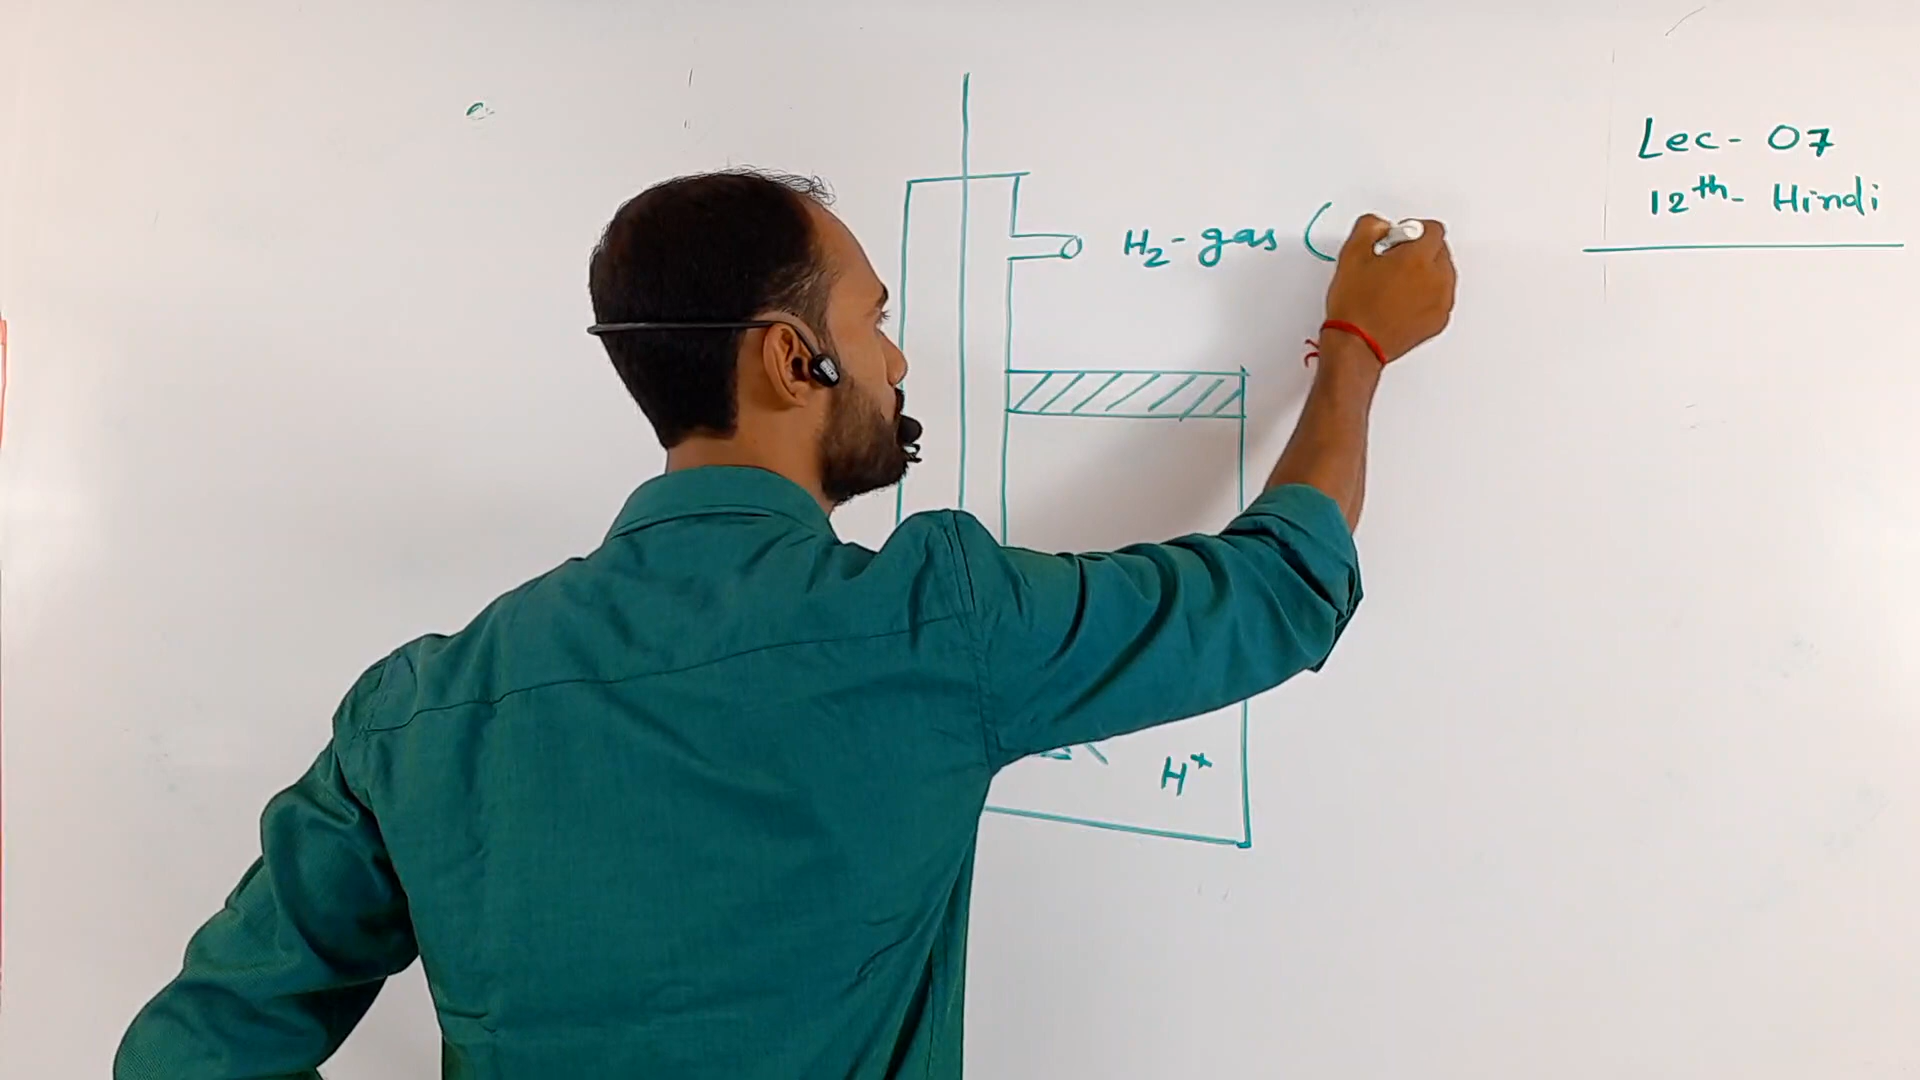 Lec- 07
12th- Hindi
H2-gas (
H+